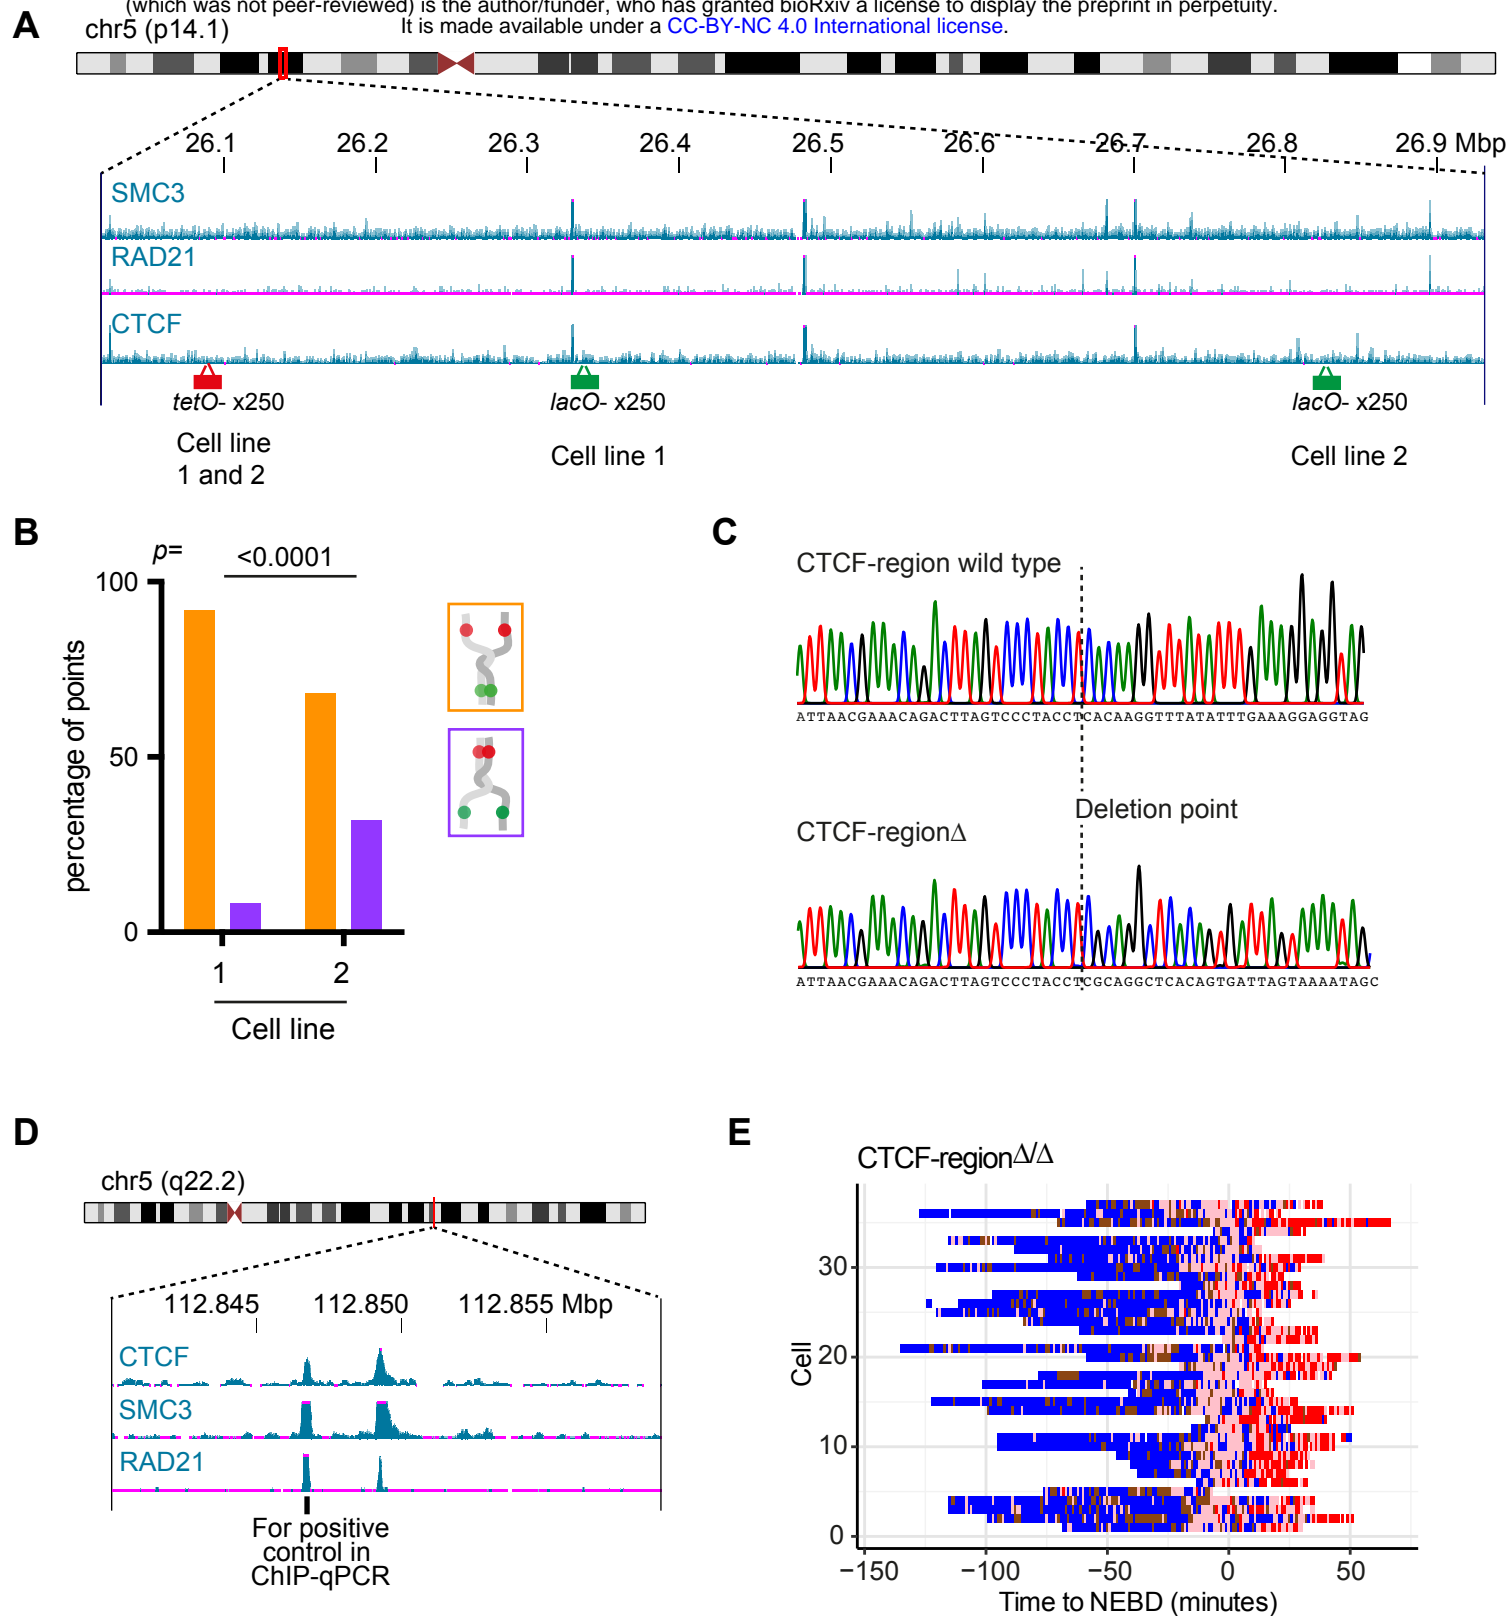 (which was not peer-reviewed) is the author/funder, who has granted bioRxiv a license to display the preprint in perpetuity.
It is made available under a CC-BY-NC 4.0 International license.
A
chr5 (p14.1)
26.1 26.2 26.3 26.4 26.5 26.6 26.7 26.8 26.9 Mbp
SMC3
RAD21
CTCF
tetO- x250 lacO- x250 lacO- x250
Cell line
1 and 2
Cell line 1
Cell line 2
B
p= <0.0001
100
50
0
percentage of points
1 2
Cell line
C
CTCF-region wild type
ATTAACGAAACAGACTTAGTCCCTACCTCACAAGGTTTATATTTGAAAGGAGGTAG
Deletion point
CTCF-regionΔ
ATTAACGAAACAGACTTAGTCCCTACCTCGCAGGCTCACAGTGATTAGTAAAATAGC
D
chr5 (q22.2)
112.845 112.850 112.855 Mbp
CTCF
SMC3
RAD21
For positive
control in
ChIP-qPCR
E
CTCF-regionΔ/Δ
30
20
10
0
Cell
−150 −100 −50 0 50
Time to NEBD (minutes)